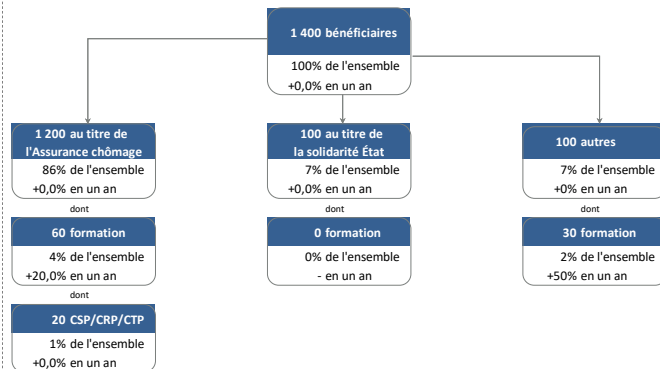 1 400 bénéficiaires
100% de l'ensemble
+0,0% en un an
1 200 au titre de
l'Assurance chômage
86% de l'ensemble
+0,0% en un an
dont
60 formation
4% de l'ensemble
+20,0% en un an
dont
20 CSP/CRP/CTP
1% de l'ensemble
+0,0% en un an
100 au titre de
la solidarité État
7% de l'ensemble
+0,0% en un an
dont
0 formation
0% de l'ensemble
- en un an
100 autres
7% de l'ensemble
+0% en un an
dont
30 formation
2% de l'ensemble
+50% en un an